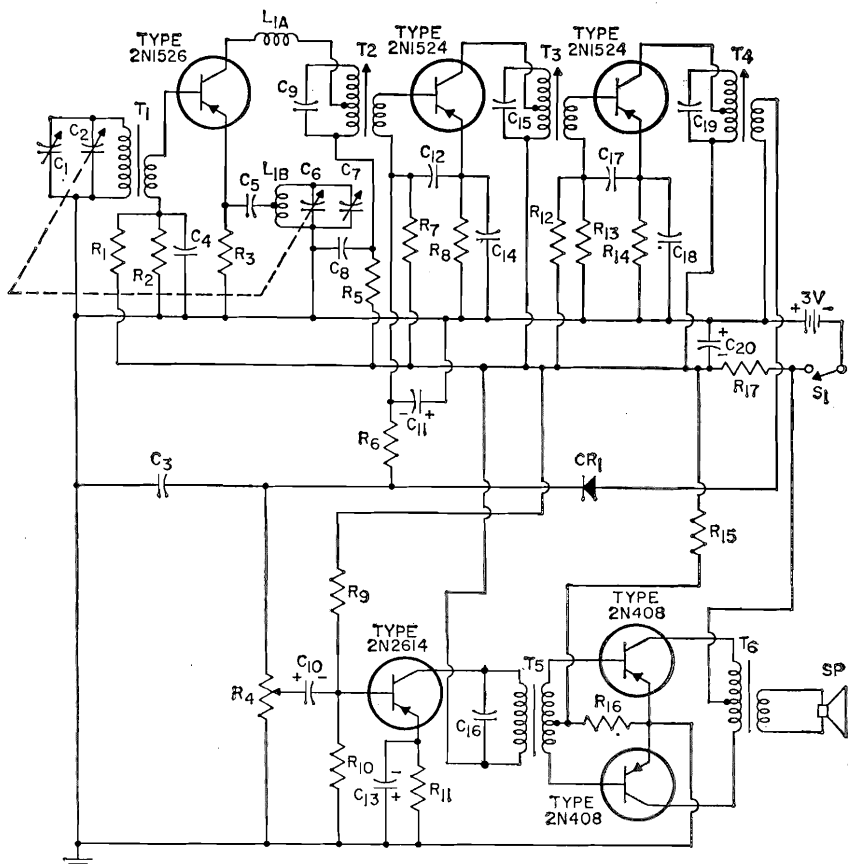 L1A
TYPE
2N1526
T2
TYPE
2N1524
T3
TYPE
2N1524
T4
C9
C15
C19
T1
C2
C1
C12
C17
C5
L1B
C6
C7
R1
R2
C4
R3
C8
R5
R7
R8
C14
R12
R13
R14
C18
+ 3V -
+
C20
-
R17
S1
- C11 +
R6
C3
CR1
R15
R9
TYPE
2N2614
TYPE
2N408
T5
T6
SP
C10
+ -
R4
C16
R16
R10
C13
-
+
R11
TYPE
2N408